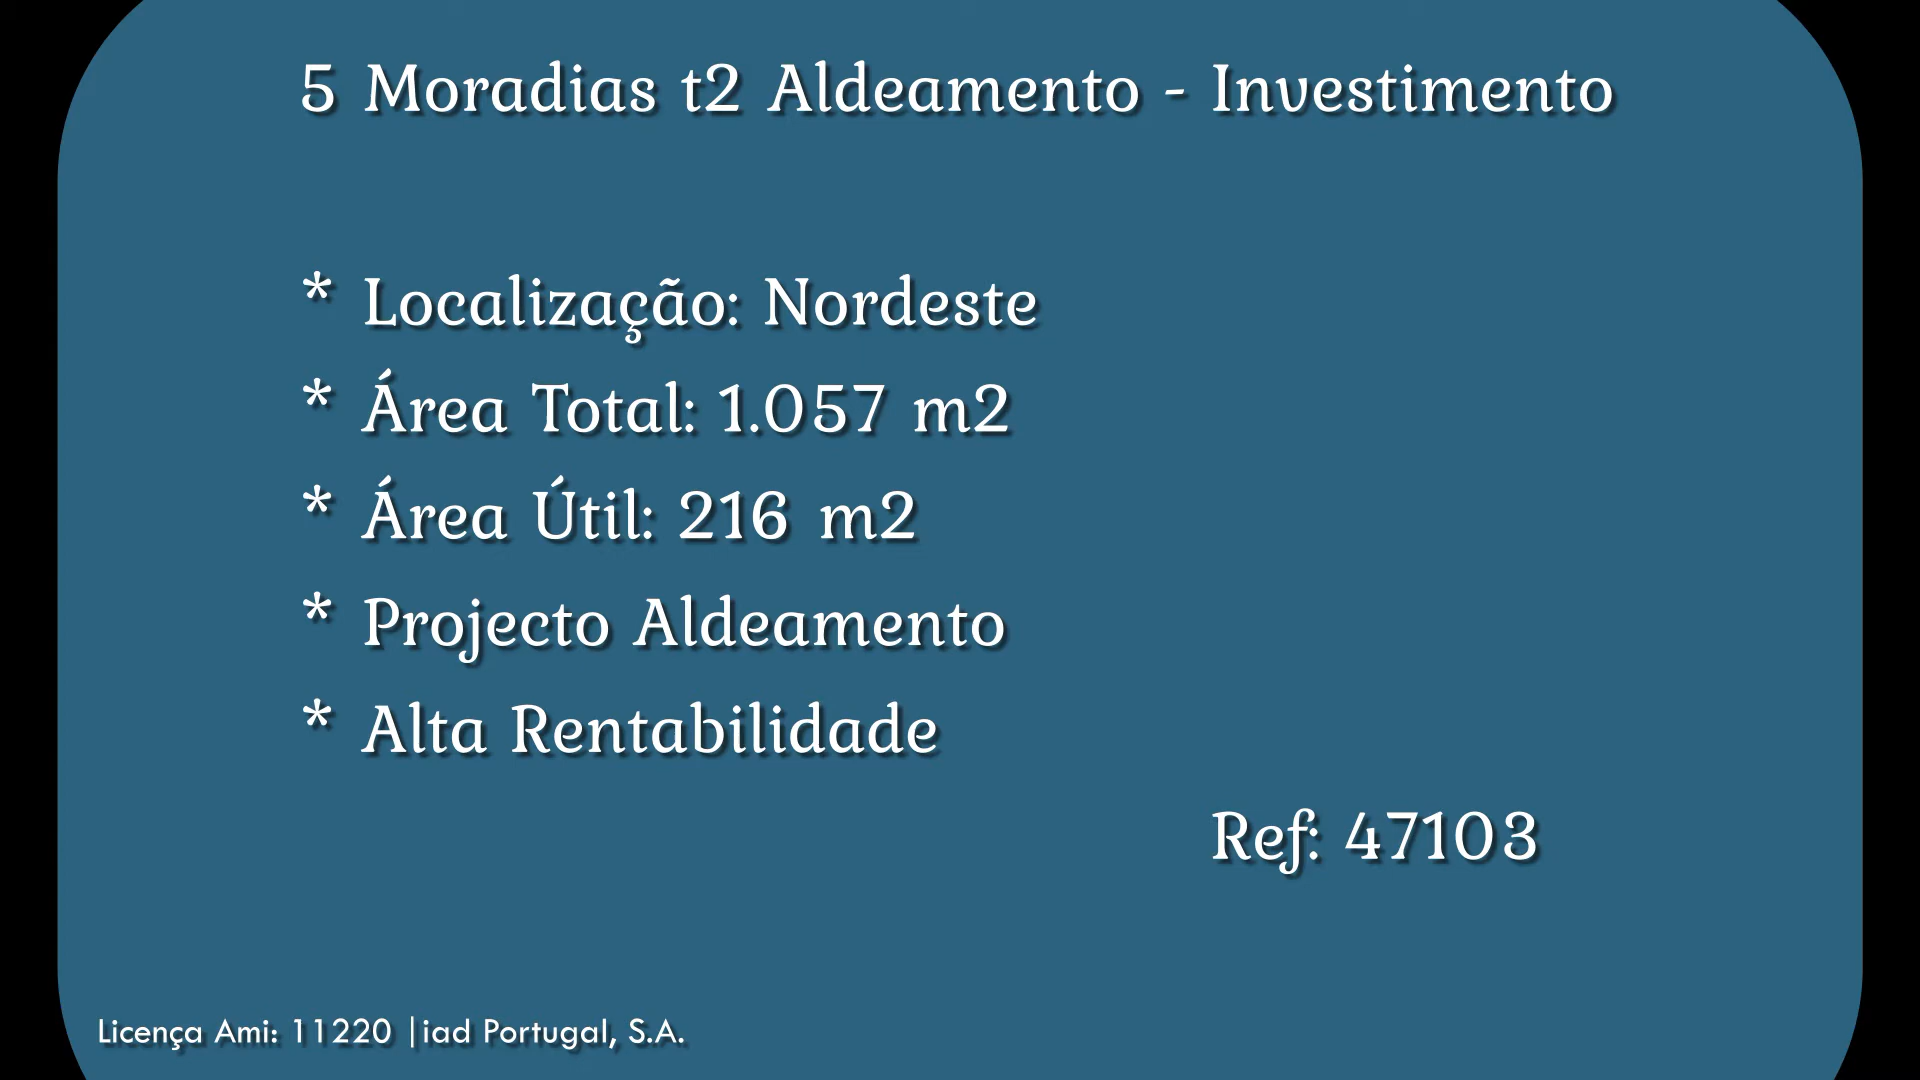 5 Moradias t2 Aldeamento - Investimento
* Localização: Nordeste
* Área Total: 1.057 m2
* Área Útil: 216 m2
* Projecto Aldeamento
* Alta Rentabilidade
Ref: 47103
Licença Ami: 11220 |iad Portugal, S.A.